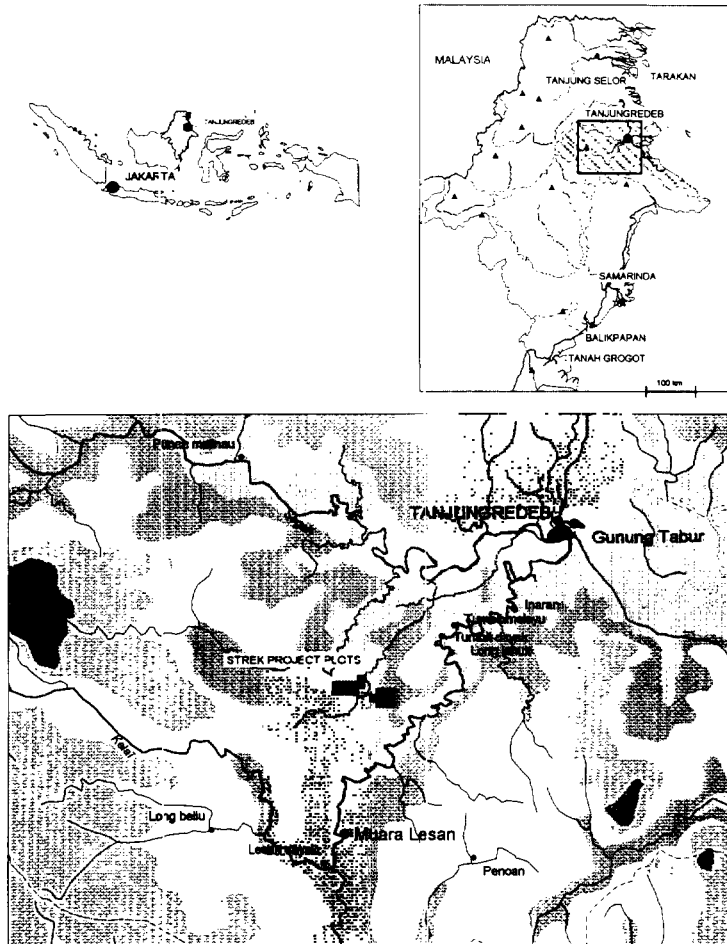 TANJUNGREDEB
JAKARTA
MALAYSIA
TANJUNG SELOR
TARAKAN
TANJUNGREDEB
SAMARINDA
BALIKPAPAN
TANAH GROGOT
100 km
TANJUNGREDEB
Gunung Tabur
Inaran
STREK PROJECT PLOTS
Kelai
Long beliu
Muara Lesan
Penoan